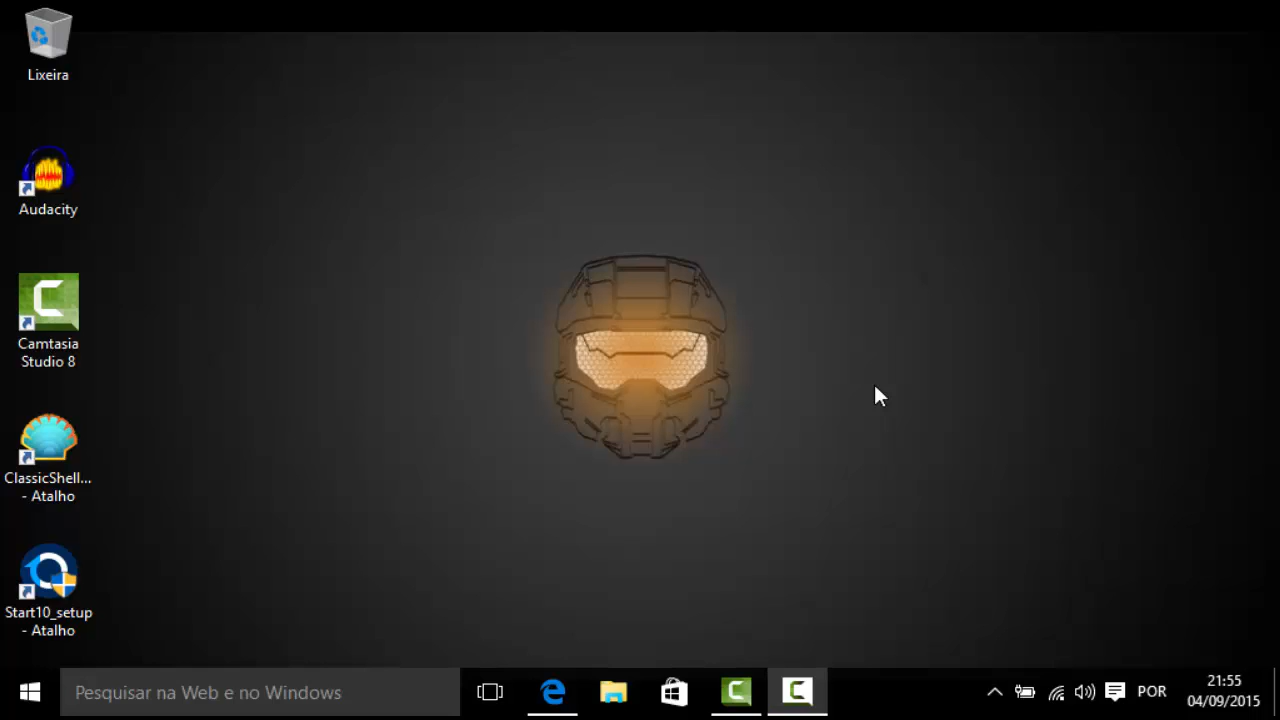 Lixeira
Audacity
Camtasia
Studio 8
ClassicShell...
- Atalho
Start10_setup
- Atalho
Pesquisar na Web e no Windows
POR
21:55
04/09/2015